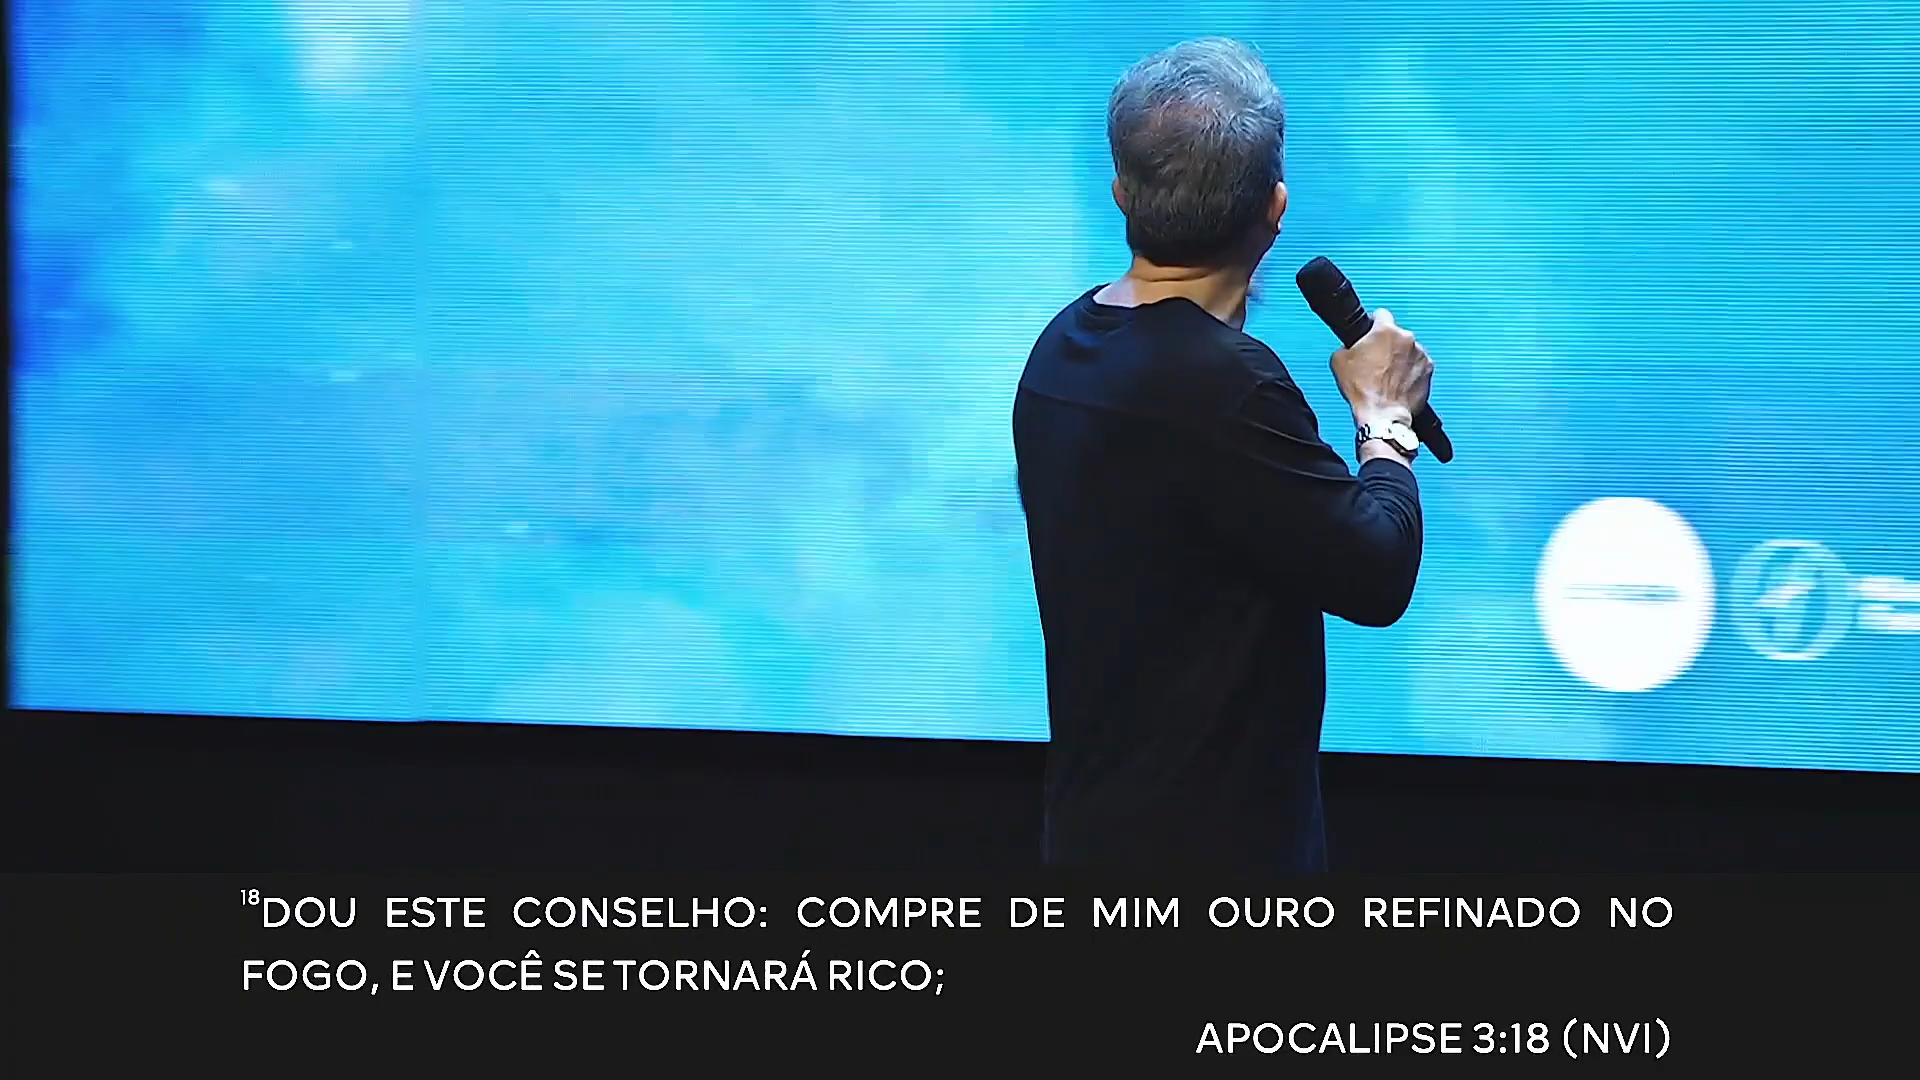 ¹⁸DOU ESTE CONSELHO: COMPRE DE MIM OURO REFINADO NO
FOGO, E VOCÊ SE TORNARÁ RICO;
APOCALIPSE 3:18 (NVI)